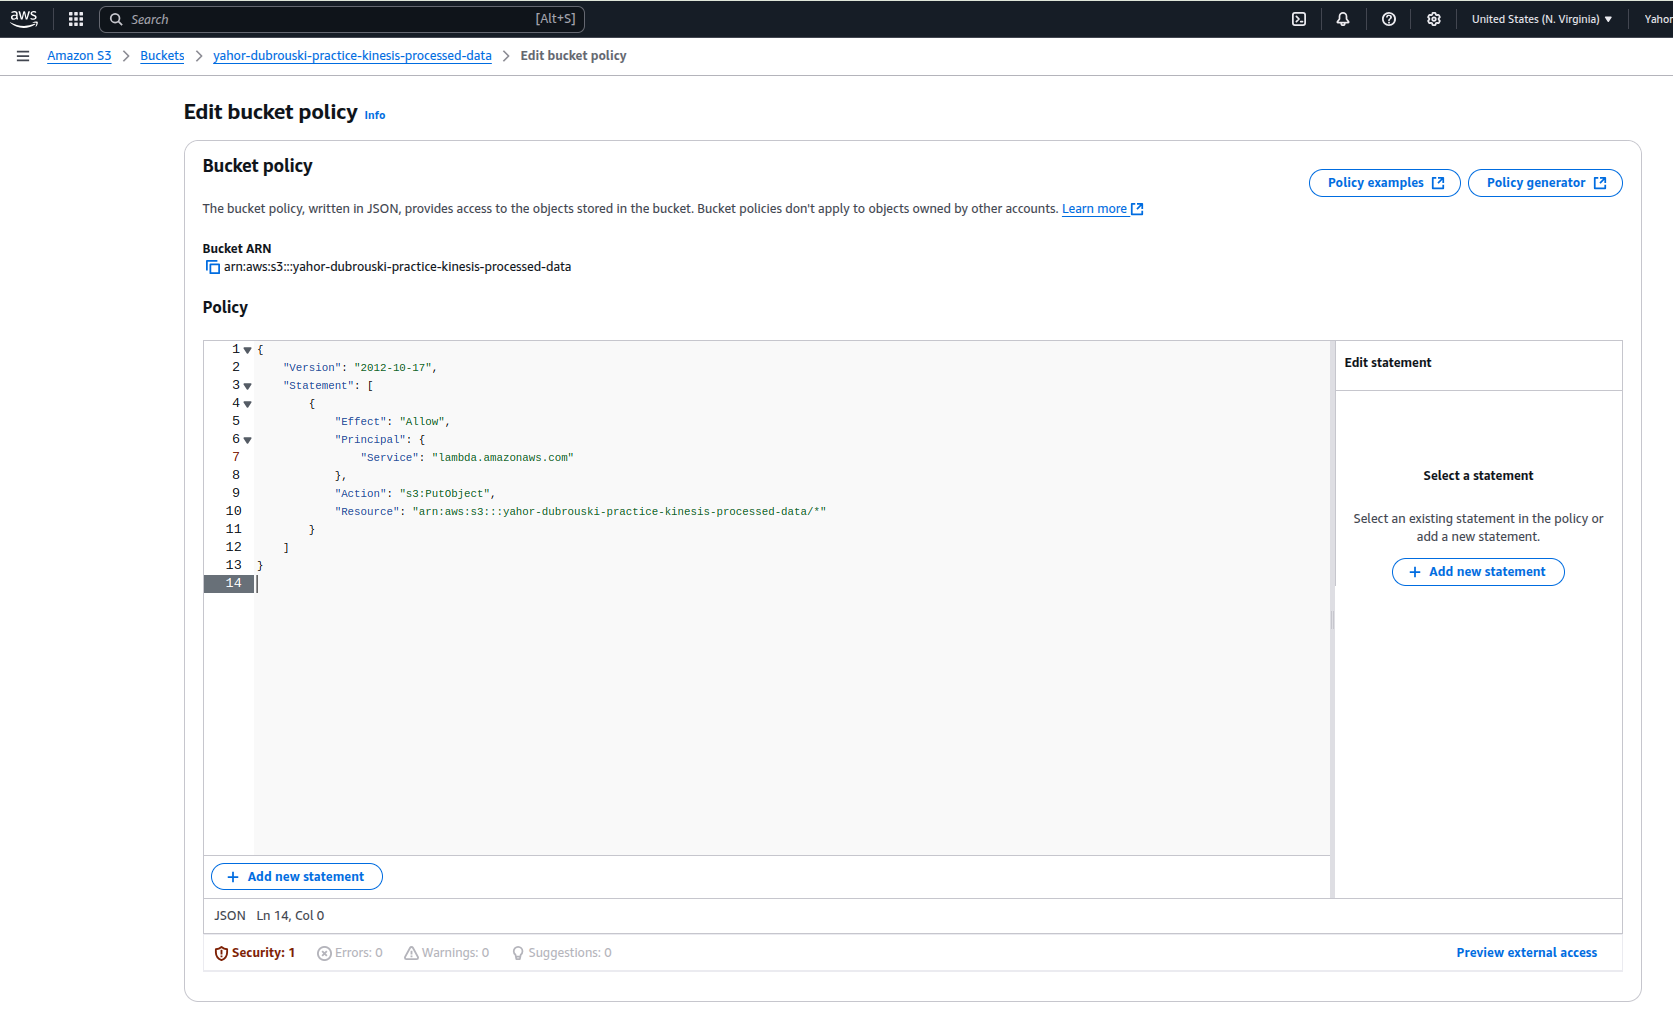 aws Search [Alt+S] United States (N. Virginia) Yahor
Amazon S3 > Buckets > yahor-dubrouski-practice-kinesis-processed-data > Edit bucket policy
Edit bucket policy Info
Bucket policy
Policy examples
Policy generator
The bucket policy, written in JSON, provides access to the objects stored in the bucket. Bucket policies don't apply to objects owned by other accounts. Learn more
Bucket ARN
arn:aws:s3:::yahor-dubrouski-practice-kinesis-processed-data
Policy
1 {
2 "Version": "2012-10-17",
3 "Statement": [
4 {
5 "Effect": "Allow",
6 "Principal": {
7 "Service": "lambda.amazonaws.com"
8 },
9 "Action": "s3:PutObject",
10 "Resource": "arn:aws:s3:::yahor-dubrouski-practice-kinesis-processed-data/*"
11 }
12 ]
13 }
14
Edit statement
Select a statement
Select an existing statement in the policy or
add a new statement.
+ Add new statement
+ Add new statement
JSON Ln 14, Col 0
Security: 1 Errors: 0 Warnings: 0 Suggestions: 0
Preview external access